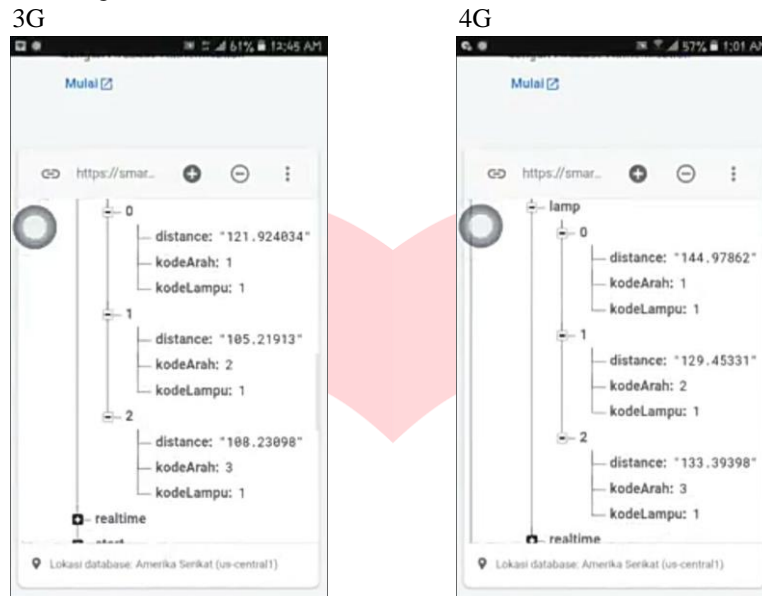 3G
61% 12:45 AM
Mulai
https://smar...
0
distance: "121.924034"
kodeArah: 1
kodeLampu: 1
1
distance: "105.21913"
kodeArah: 2
kodeLampu: 1
2
distance: "108.23098"
kodeArah: 3
kodeLampu: 1
realtime
Lokasi database: Amerika Serikat (us-central1)
4G
57% 1:01 AM
Mulai
https://smar...
lamp
0
distance: "144.97862"
kodeArah: 1
kodeLampu: 1
1
distance: "129.45331"
kodeArah: 2
kodeLampu: 1
2
distance: "133.39398"
kodeArah: 3
kodeLampu: 1
realtime
Lokasi database: Amerika Serikat (us-central1)